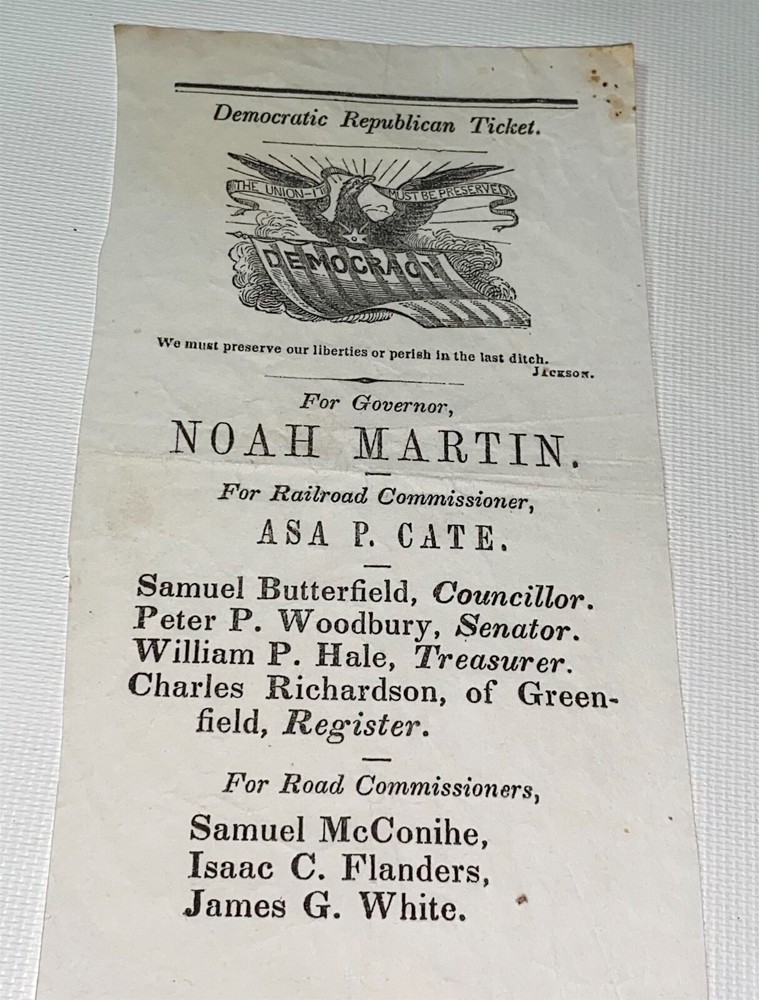 Democratic Republican Ticket.
THE UNION—IT MUST BE PRESERVED
DEMOCRACY
We must preserve our liberties or perish in the last ditch.
JACKSON.
For Governor,
NOAH MARTIN.
For Railroad Commissioner,
ASA P. CATE.
Samuel Butterfield, Councillor.
Peter P. Woodbury, Senator.
William P. Hale, Treasurer.
Charles Richardson, of Green-
field, Register.
For Road Commissioners,
Samuel McConihe,
Isaac C. Flanders,
James G. White.